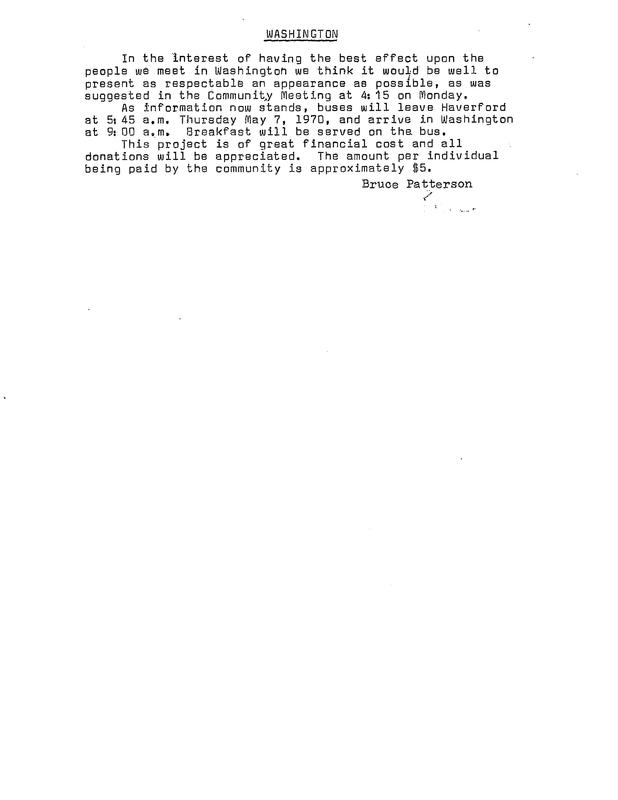 WASHINGTON
In the interest of having the best effect upon the
people we meet in Washington we think it would be well to
present as respectable an appearance as possible, as was
suggested in the Community Meeting at 4:15 on Monday.
As information now stands, buses will leave Haverford
at 5:45 a.m. Thursday May 7, 1970, and arrive in Washington
at 9:00 a.m. Breakfast will be served on the bus.
This project is of great financial cost and all
donations will be appreciated. The amount per individual
being paid by the community is approximately $5.
Bruce Patterson